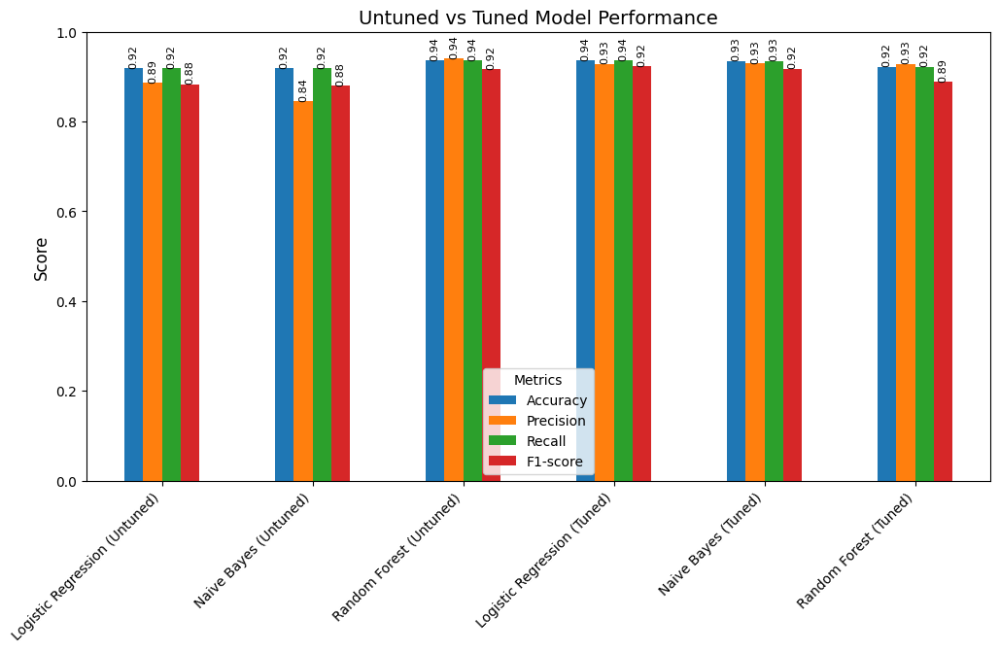 Untuned vs Tuned Model Performance
1.0
0.8
0.6
0.4
0.2
0.0
Score
0.92
0.89
0.92
0.88
0.92
0.84
0.92
0.88
0.94
0.94
0.94
0.92
0.94
0.93
0.94
0.92
0.93
0.93
0.93
0.92
0.92
0.93
0.92
0.89
Metrics
Accuracy
Precision
Recall
F1-score
Logistic Regression (Untuned)
Naive Bayes (Untuned)
Random Forest (Untuned)
Logistic Regression (Tuned)
Naive Bayes (Tuned)
Random Forest (Tuned)